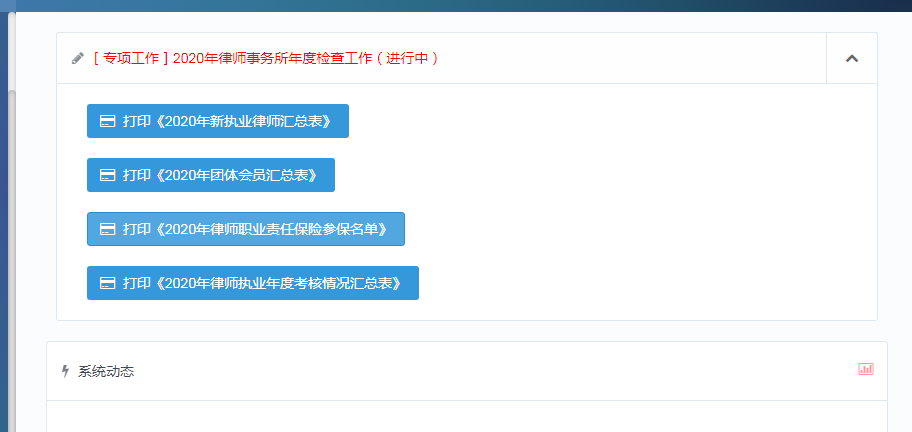 [ 专项工作 ] 2020年律师事务所年度检查工作 ( 进行中 )
打印《2020年新执业律师汇总表》
打印《2020年团体会员汇总表》
打印《2020年律师职业责任保险参保名单》
打印《2020年律师执业年度考核情况汇总表》
系统动态